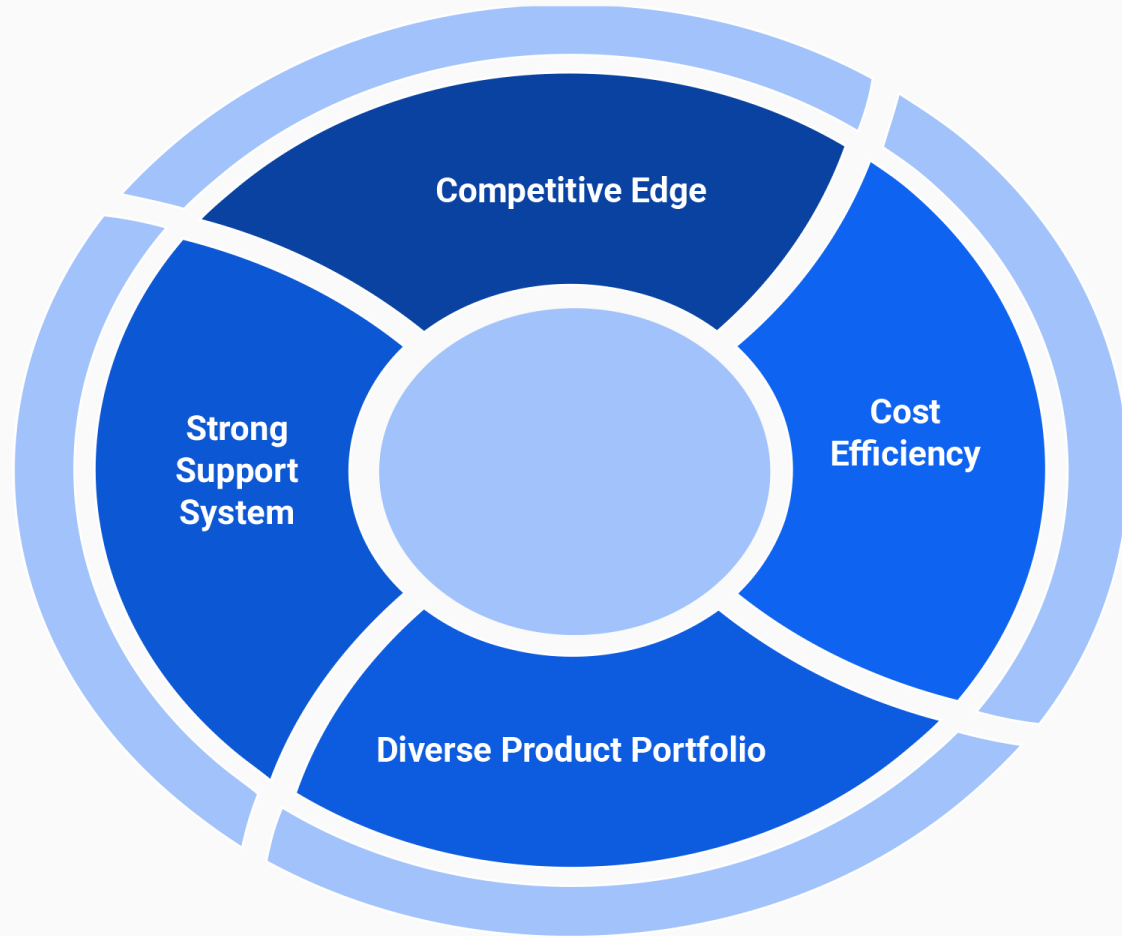 Competitive Edge
Cost
Efficiency
Strong
Support
System
Diverse Product Portfolio